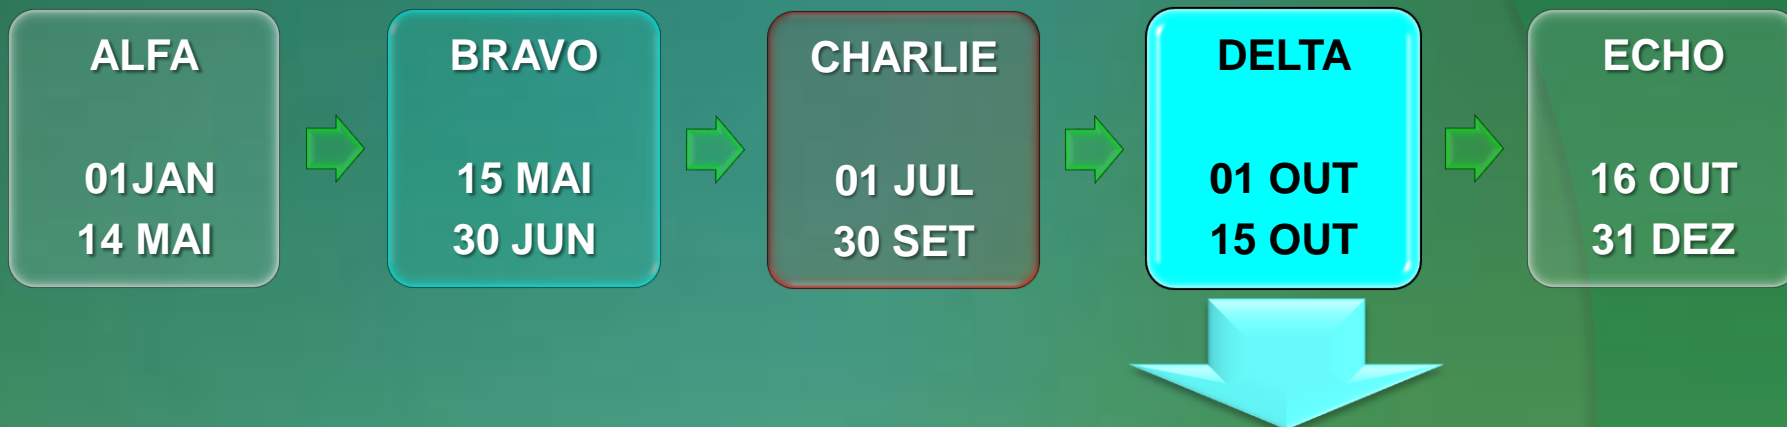 ALFA
01JAN
14 MAI
BRAVO
15 MAI
30 JUN
CHARLIE
01 JUL
30 SET
DELTA
01 OUT
15 OUT
ECHO
16 OUT
31 DEZ